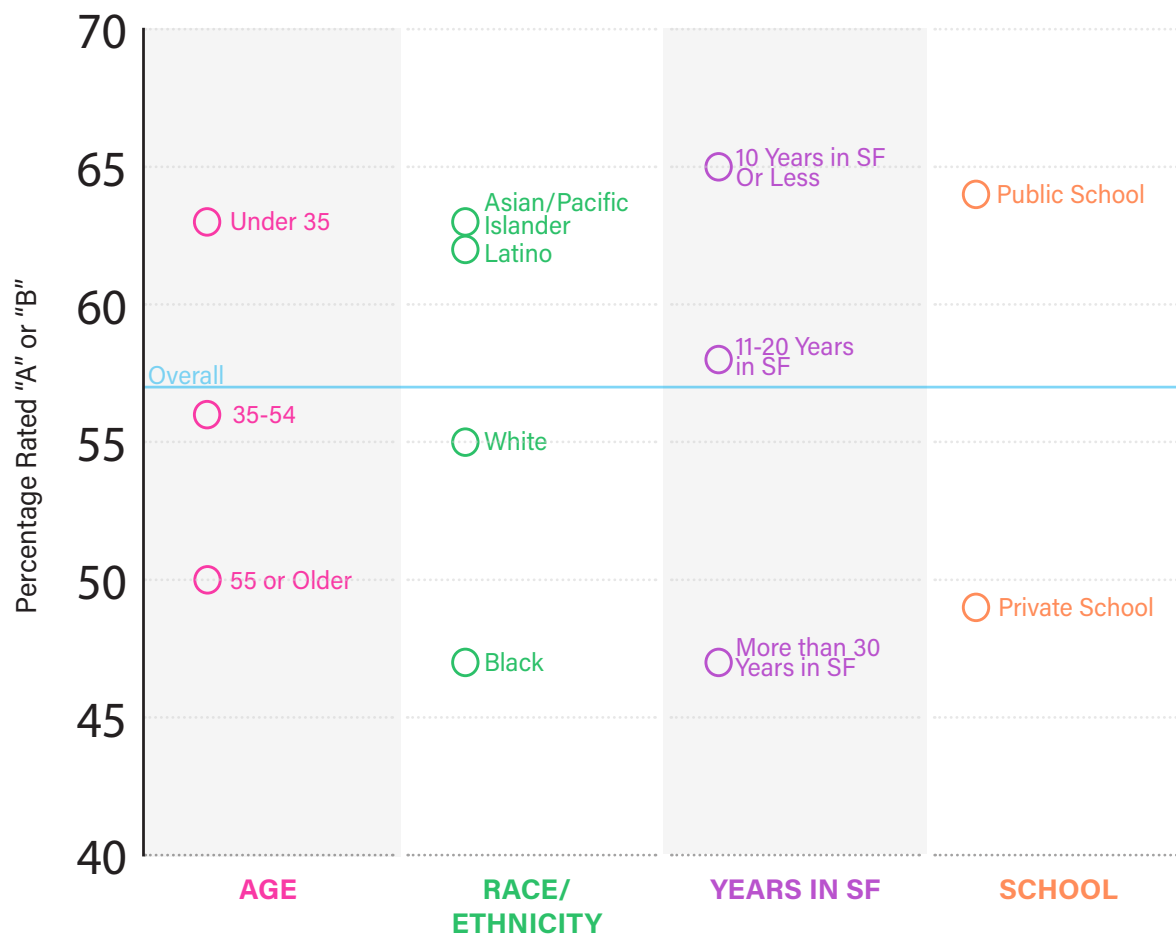 Percentage Rated “A” or “B”
70
65
60
55
50
45
40
Overall
Under 35
35-54
55 or Older
Asian/Pacific
Islander
Latino
White
Black
10 Years in SF
Or Less
11-20 Years
in SF
More than 30
Years in SF
Public School
Private School
AGE
RACE/
ETHNICITY
YEARS IN SF
SCHOOL